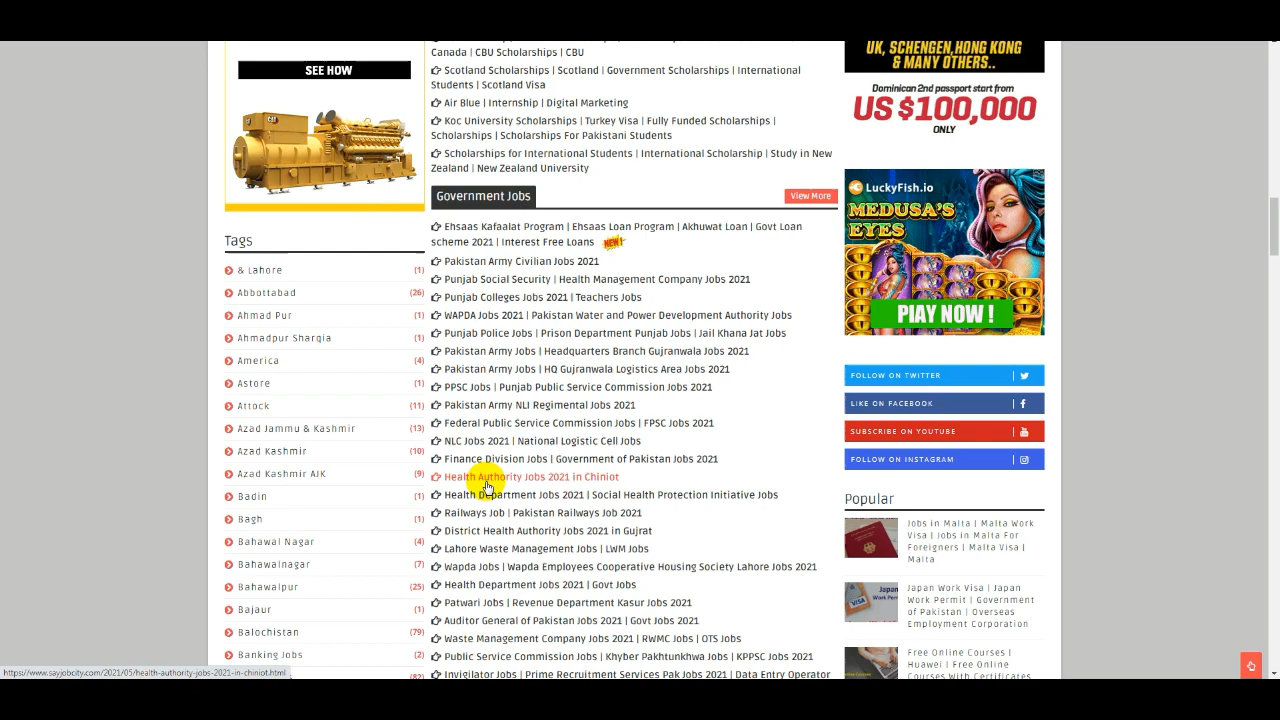 SEE HOW
CAT
Tags
& Lahore (1)
Abbottabad (26)
Ahmad Pur (1)
Ahmadpur Sharqia (1)
America (4)
Astore (1)
Attock (11)
Azad Jammu & Kashmir (13)
Azad Kashmir (10)
Azad Kashmir AJK (9)
Badin (1)
Bagh (1)
Bahawal Nagar (4)
Bahawalnagar (7)
Bahawalpur (25)
Bajaur (1)
Balochistan (79)
Banking Jobs (2)
Canada | CBU Scholarships | CBU
Scotland Scholarships | Scotland | Government Scholarships | International
Students | Scotland Visa
Air Blue | Internship | Digital Marketing
Koc University Scholarships | Turkey Visa | Fully Funded Scholarships |
Scholarships | Scholarships For Pakistani Students
Scholarships for International Students | International Scholarship | Study in New
Zealand | New Zealand University
Government Jobs View More
Ehsaas Kafaalat Program | Ehsaas Loan Program | Akhuwat Loan | Govt Loan
scheme 2021 | Interest Free Loans NEW!
Pakistan Army Civilian Jobs 2021
Punjab Social Security | Health Management Company Jobs 2021
Punjab Colleges Jobs 2021 | Teachers Jobs
WAPDA Jobs 2021 | Pakistan Water and Power Development Authority Jobs
Punjab Police Jobs | Prison Department Punjab Jobs | Jail Khana Jat Jobs
Pakistan Army Jobs | Headquarters Branch Gujranwala Jobs 2021
Pakistan Army Jobs | HQ Gujranwala Logistics Area Jobs 2021
PPSC Jobs | Punjab Public Service Commission Jobs 2021
Pakistan Army NLI Regimental Jobs 2021
Federal Public Service Commission Jobs | FPSC Jobs 2021
NLC Jobs 2021 | National Logistic Cell Jobs
Finance Division Jobs | Government of Pakistan Jobs 2021
Health Authority Jobs 2021 in Chiniot
Health Department Jobs 2021 | Social Health Protection Initiative Jobs
Railways Job | Pakistan Railways Job 2021
District Health Authority Jobs 2021 in Gujrat
Lahore Waste Management Jobs | LWM Jobs
Wapda Jobs | Wapda Employees Cooperative Housing Society Lahore Jobs 2021
Health Department Jobs 2021 | Govt Jobs
Patwari Jobs | Revenue Department Kasur Jobs 2021
Auditor General of Pakistan Jobs 2021 | Govt Jobs 2021
Waste Management Company Jobs 2021 | RWMC Jobs | OTS Jobs
Public Service Commission Jobs | Khyber Pakhtunkhwa Jobs | KPPSC Jobs 2021
Invigilator Jobs | Prime Recruitment Services Pak Jobs 2021 | Data Entry Operator
UK, SCHENGEN,HONG KONG
& MANY OTHERS..
Dominican 2nd passport start from
US $100,000
ONLY
LuckyFish.io
MEDUSA'S
EYES
PLAY NOW !
FOLLOW ON TWITTER
LIKE ON FACEBOOK
SUBSCRIBE ON YOUTUBE
FOLLOW ON INSTAGRAM
Popular
Jobs in Malta | Malta Work
Visa | Jobs in Malta For
Foreigners | Malta Visa |
Malta
Japan Work Visa | Japan
Work Permit | Government
of Pakistan | Overseas
Employment Corporation
Free Online Courses |
Huawei | Free Online
Courses With Certificates
https://www.sayjobcity.com/2021/05/health-authority-jobs-2021-in-chiniot.html